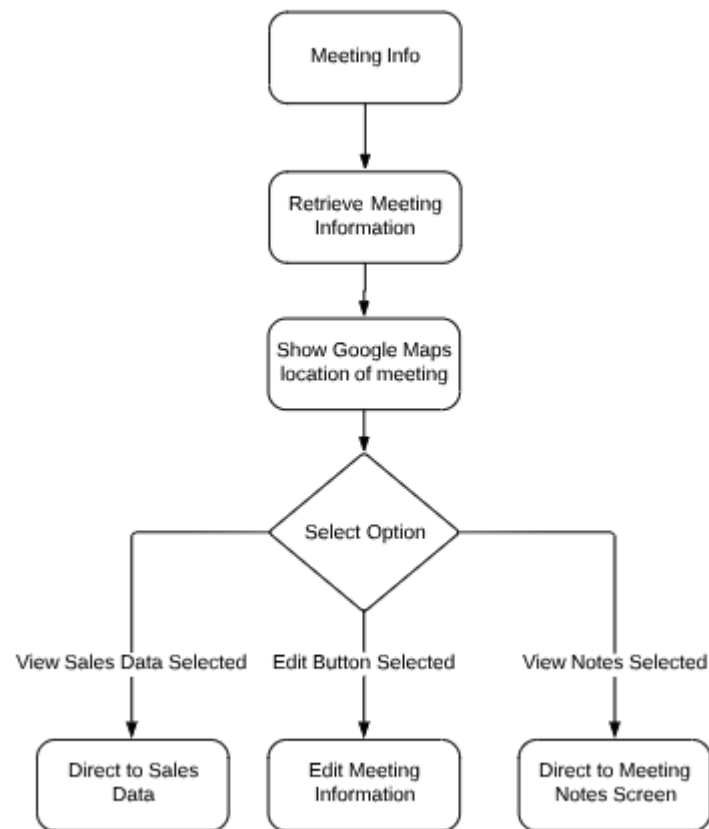 Meeting Info
Retrieve Meeting
Information
Show Google Maps
location of meeting
Select Option
View Sales Data Selected
Edit Button Selected
View Notes Selected
Direct to Sales
Data
Edit Meeting
Information
Direct to Meeting
Notes Screen